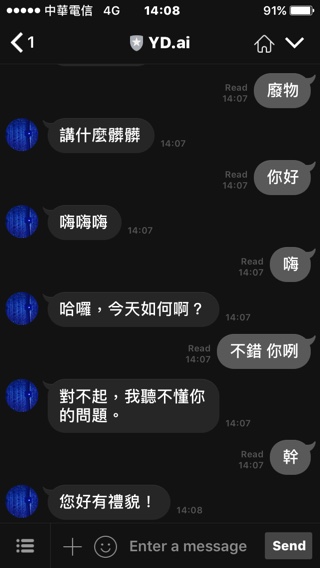 中華電信 4G 14:08 91%
1 YD.ai
廢物
Read
14:07
講什麼髒髒
14:07
你好
Read
14:07
嗨嗨嗨
14:07
嗨
Read
14:07
哈囉，今天如何啊？
14:07
不錯 你咧
Read
14:07
對不起，我聽不懂你
的問題。
14:07
幹
Read
14:07
您好有禮貌！
14:08
Enter a message Send